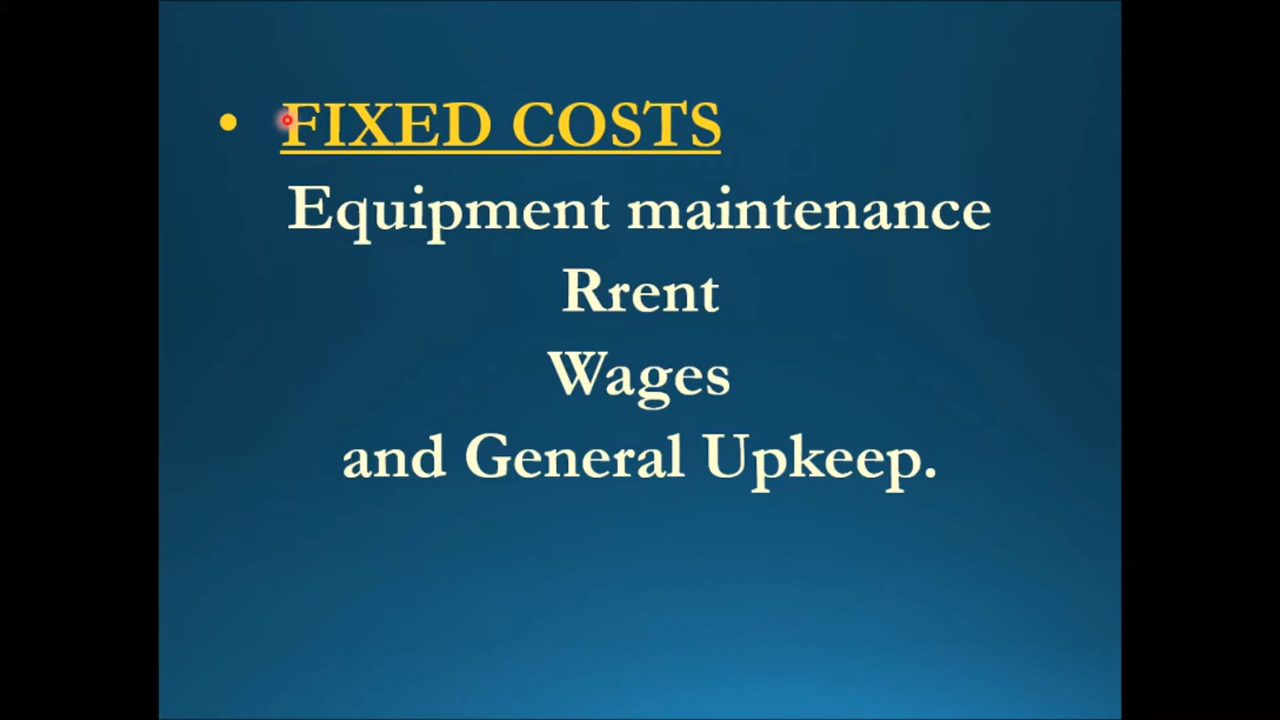 • FIXED COSTS
Equipment maintenance
Rrent
Wages
and General Upkeep.